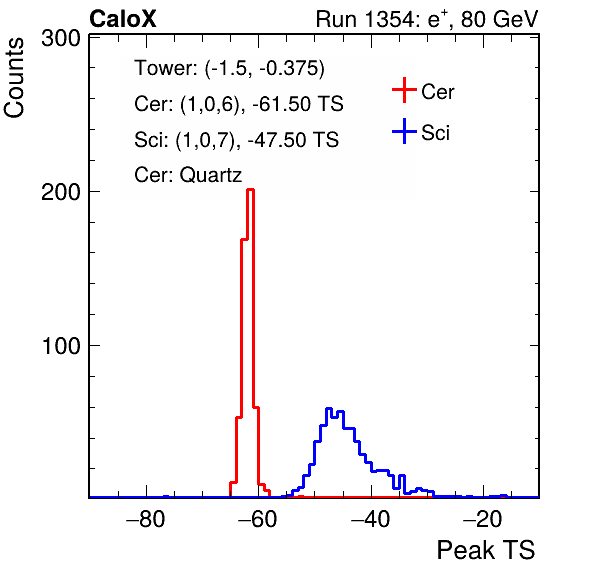 CaloX Run 1354: e+, 80 GeV
Counts
300
Tower: (-1.5, -0.375)
Cer: (1,0,6), -61.50 TS
Sci: (1,0,7), -47.50 TS
Cer: Quartz
Cer
Sci
200
100
−80 −60 −40 −20
Peak TS